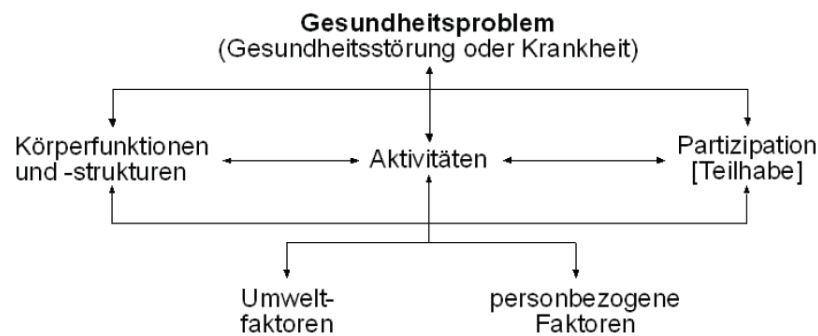 Gesundheitsproblem
(Gesundheitsstörung oder Krankheit)
Körperfunktionen
und -strukturen
Aktivitäten
Partizipation
[Teilhabe]
Umwelt-
faktoren
personbezogene
Faktoren